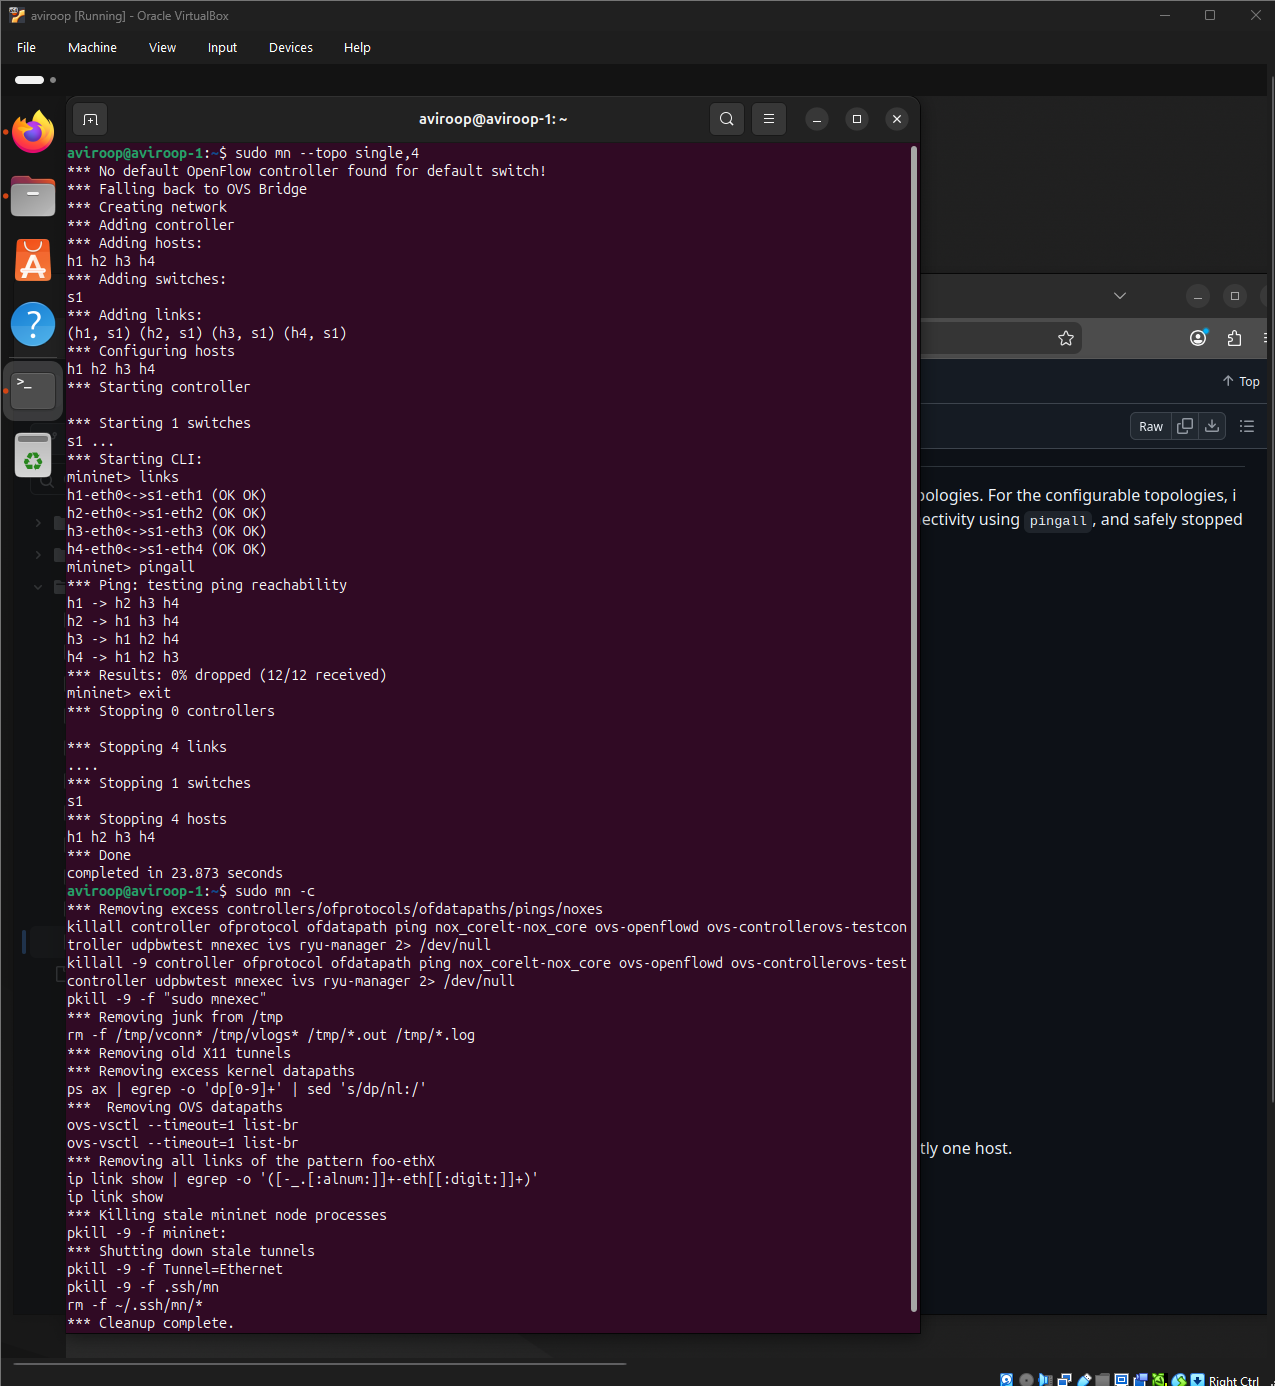 aviroop [Running] - Oracle VirtualBox
File Machine View Input Devices Help
aviroop@aviroop-1: ~
aviroop@aviroop-1:~$ sudo mn --topo single,4
*** No default OpenFlow controller found for default switch!
*** Falling back to OVS Bridge
*** Creating network
*** Adding controller
*** Adding hosts:
h1 h2 h3 h4
*** Adding switches:
s1
*** Adding links:
(h1, s1) (h2, s1) (h3, s1) (h4, s1)
*** Configuring hosts
h1 h2 h3 h4
*** Starting controller
*** Starting 1 switches
s1 ...
*** Starting CLI:
mininet> links
h1-eth0<->s1-eth1 (OK OK)
h2-eth0<->s1-eth2 (OK OK)
h3-eth0<->s1-eth3 (OK OK)
h4-eth0<->s1-eth4 (OK OK)
mininet> pingall
*** Ping: testing ping reachability
h1 -> h2 h3 h4
h2 -> h1 h3 h4
h3 -> h1 h2 h4
h4 -> h1 h2 h3
*** Results: 0% dropped (12/12 received)
mininet> exit
*** Stopping 0 controllers
*** Stopping 4 links
....
*** Stopping 1 switches
s1
*** Stopping 4 hosts
h1 h2 h3 h4
*** Done
completed in 23.873 seconds
aviroop@aviroop-1:~$ sudo mn -c
*** Removing excess controllers/ofprotocols/ofdatapaths/pings/noxes
killall controller ofprotocol ofdatapath ping nox_corelt-nox_core ovs-openflowd ovs-controllerovs-testcon
troller udpbwtest mnexec ivs ryu-manager 2> /dev/null
killall -9 controller ofprotocol ofdatapath ping nox_corelt-nox_core ovs-openflowd ovs-controllerovs-test
controller udpbwtest mnexec ivs ryu-manager 2> /dev/null
pkill -9 -f "sudo mnexec"
*** Removing junk from /tmp
rm -f /tmp/vconn* /tmp/vlogs* /tmp/*.out /tmp/*.log
*** Removing old X11 tunnels
*** Removing excess kernel datapaths
ps ax | egrep -o 'dp[0-9]+' | sed 's/dp/nl:/'
***  Removing OVS datapaths
ovs-vsctl --timeout=1 list-br
ovs-vsctl --timeout=1 list-br
*** Removing all links of the pattern foo-ethX
ip link show | egrep -o '([-_.[:alnum:]]+-eth[[:digit:]]+)'
ip link show
*** Killing stale mininet node processes
pkill -9 -f mininet:
*** Shutting down stale tunnels
pkill -9 -f Tunnel=Ethernet
pkill -9 -f .ssh/mn
rm -f ~/.ssh/mn/*
*** Cleanup complete.
Top
Raw
ologies. For the configurable topologies, i
ectivity using pingall, and safely stopped
tly one host.
Right Ctrl